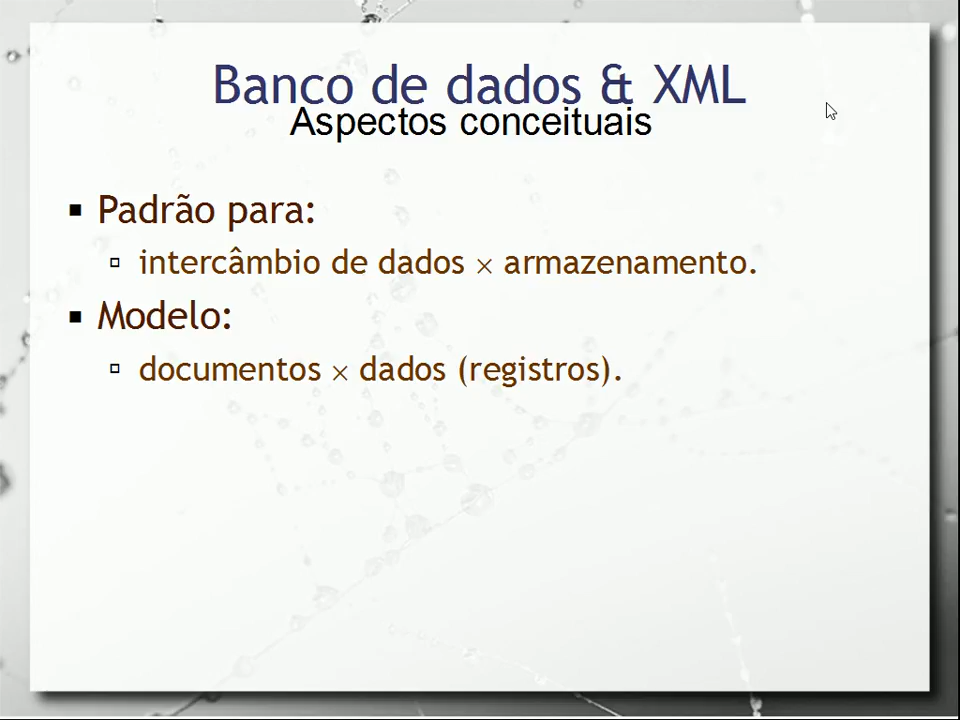 Banco de dados & XML
Aspectos conceituais
Padrão para:
intercâmbio de dados × armazenamento.
Modelo:
documentos × dados (registros).